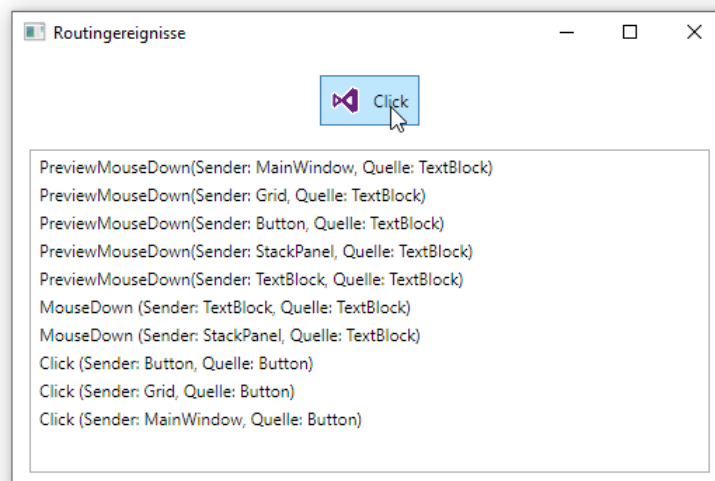 Routingereignisse
Click
PreviewMouseDown(Sender: MainWindow, Quelle: TextBlock)
PreviewMouseDown(Sender: Grid, Quelle: TextBlock)
PreviewMouseDown(Sender: Button, Quelle: TextBlock)
PreviewMouseDown(Sender: StackPanel, Quelle: TextBlock)
PreviewMouseDown(Sender: TextBlock, Quelle: TextBlock)
MouseDown (Sender: TextBlock, Quelle: TextBlock)
MouseDown (Sender: StackPanel, Quelle: TextBlock)
Click (Sender: Button, Quelle: Button)
Click (Sender: Grid, Quelle: Button)
Click (Sender: MainWindow, Quelle: Button)